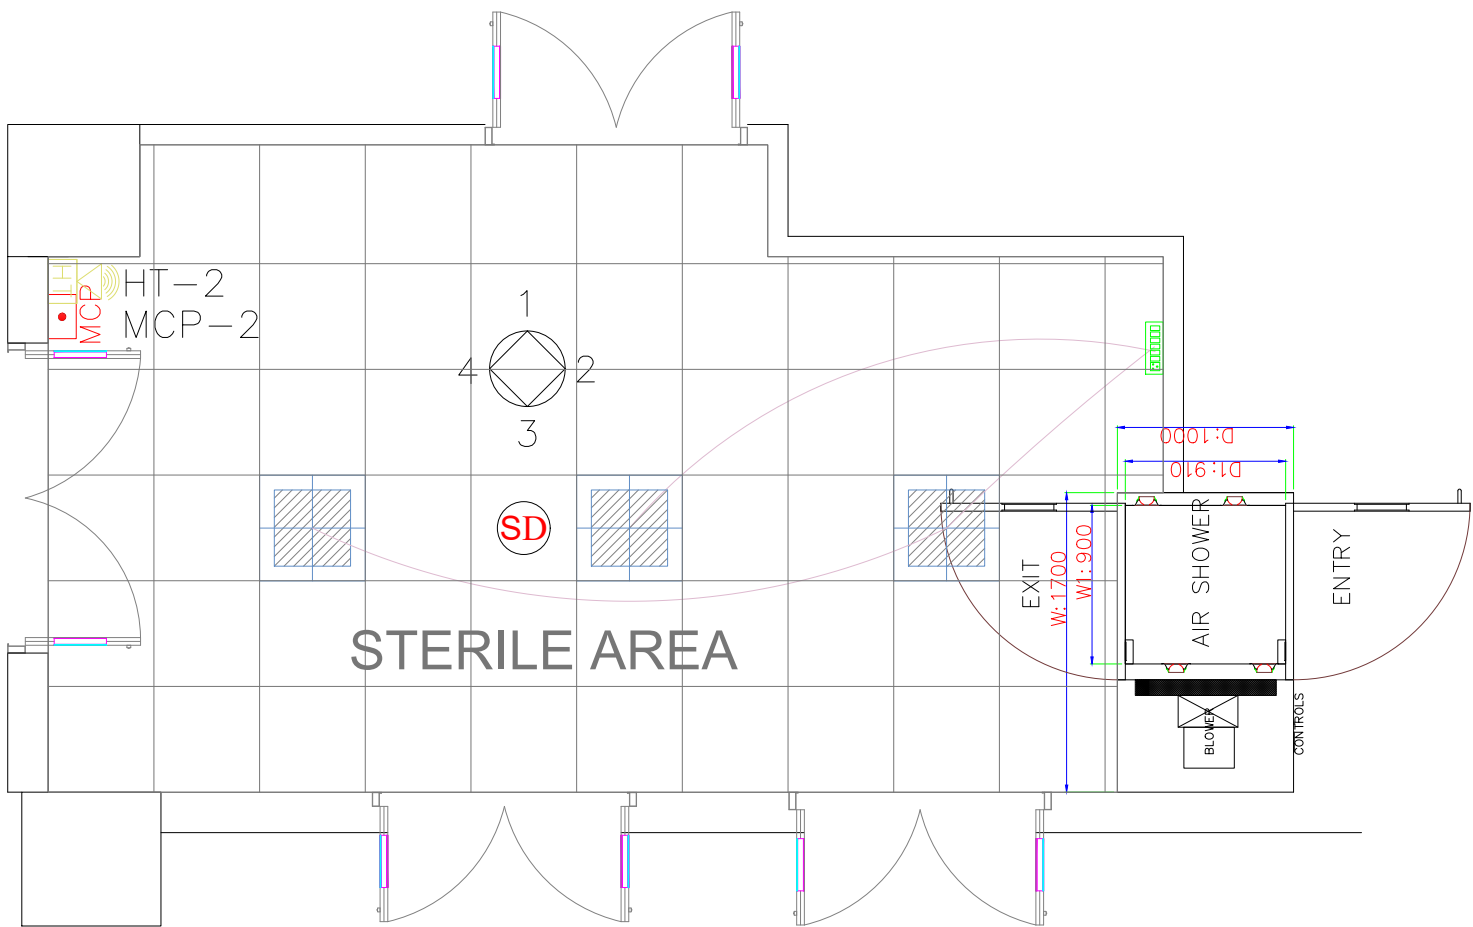 HT
HT-2
MCP
MCP-2
1
4
2
3
D:1000
D1:910
SD
EXIT
W:1700
W1:900
AIR SHOWER
ENTRY
STERILE AREA
BLOWER
CONTROLS